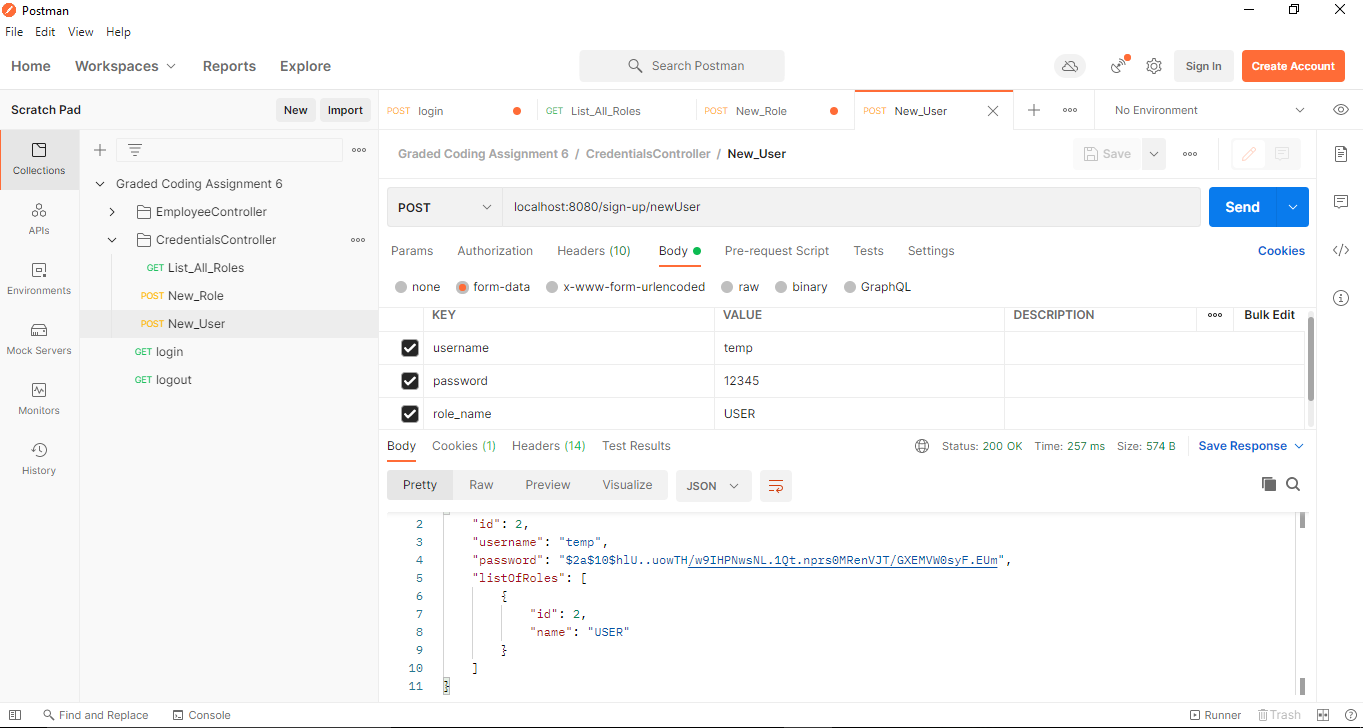 Postman
File Edit View Help
Home Workspaces Reports Explore Search Postman Sign In Create Account
Scratch Pad New Import
POST login GET List_All_Roles POST New_Role POST New_User No Environment
Collections
APIs
Environments
Mock Servers
Monitors
History
Graded Coding Assignment 6
EmployeeController
CredentialsController
GET List_All_Roles
POST New_Role
POST New_User
GET login
GET logout
Graded Coding Assignment 6 / CredentialsController / New_User Save
POST localhost:8080/sign-up/newUser Send
Params Authorization Headers (10) Body Pre-request Script Tests Settings Cookies
none form-data x-www-form-urlencoded raw binary GraphQL
KEY VALUE DESCRIPTION Bulk Edit
username temp
password 12345
role_name USER
Body Cookies (1) Headers (14) Test Results Status: 200 OK Time: 257 ms Size: 574 B Save Response
Pretty Raw Preview Visualize JSON
2 "id": 2,
3 "username": "temp",
4 "password": "$2a$10$hlU..uowTH/w9IHPNwsNL.1Qt.nprs0MRenVJT/GXEMVW0syF.EUm",
5 "listOfRoles": [
6 {
7 "id": 2,
8 "name": "USER"
9 }
10 ]
11 }
Find and Replace Console Runner Trash